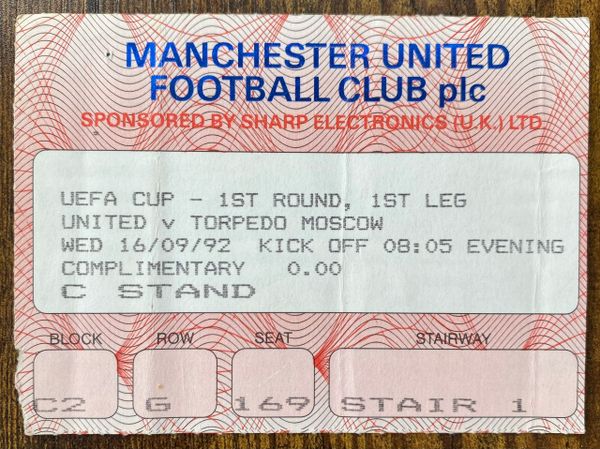 MANCHESTER UNITED
FOOTBALL CLUB plc
SPONSORED BY SHARP ELECTRONICS (U.K.) LTD.
UEFA CUP - 1ST ROUND, 1ST LEG
UNITED v TORPEDO MOSCOW
WED 16/09/92 KICK OFF 08:05 EVENING
COMPLIMENTARY 0.00
C STAND
BLOCK ROW SEAT STAIRWAY
C2 G 169 STAIR 1